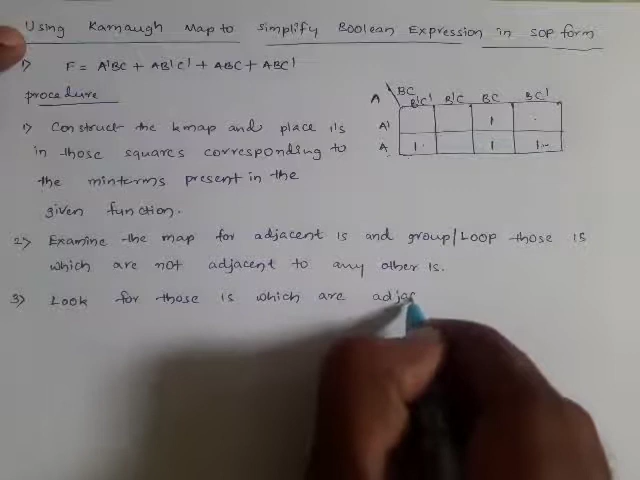 Using Karnaugh Map to simplify Boolean Expression in SOP form
1) F = A'BC + AB'C' + ABC + ABC'
procedure
A BC
B'C' B'C BC BC'
A' 1
A 1 1 1
1) Construct the kmap and place 1s
in those squares corresponding to
the minterms present in the
given function.
2) Examine the map for adjacent 1s and group/Loop those 1s
which are not adjacent to any other 1s.
3) Look for those 1s which are adjac